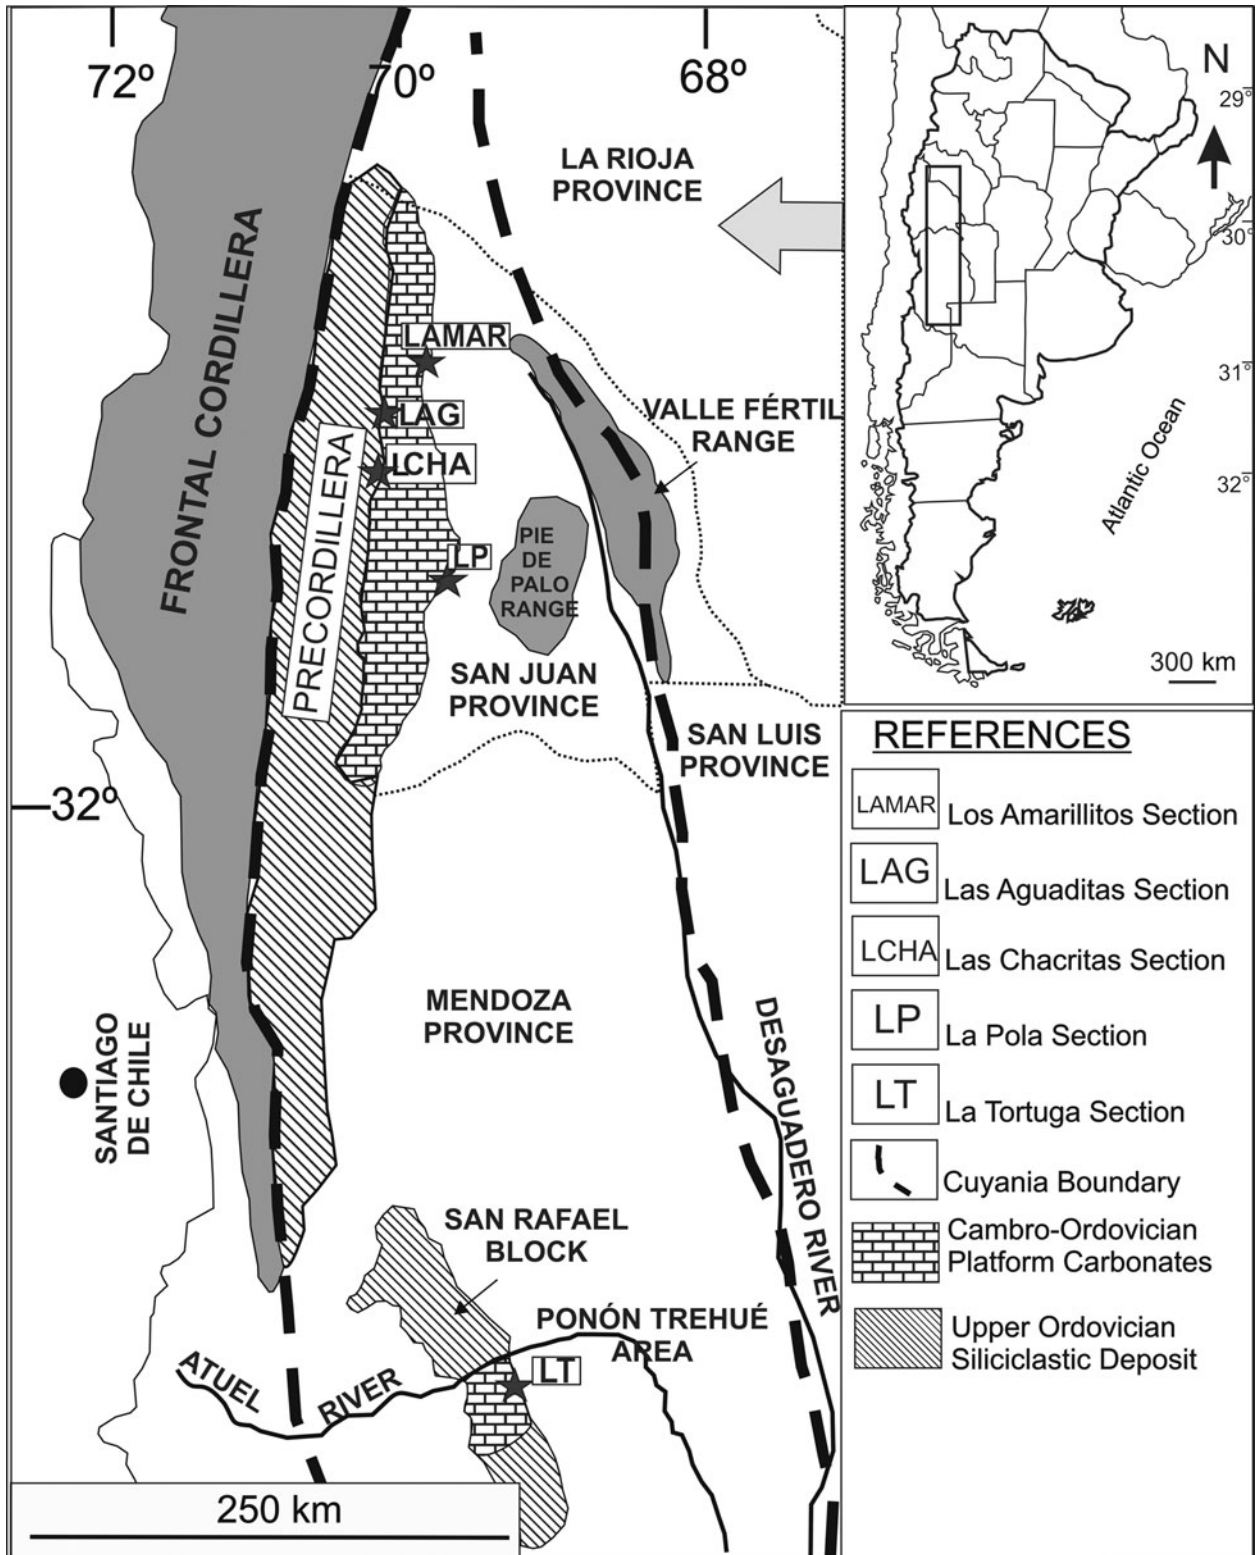 72º
70º
68º
LA RIOJA
PROVINCE
FRONTAL CORDILLERA
LAMAR
LAG
LCHA
PRECORDILLERA
LP
PIE
DE
PALO
RANGE
VALLE FÉRTIL
RANGE
SAN JUAN
PROVINCE
SAN LUIS
PROVINCE
32º
MENDOZA
PROVINCE
SANTIAGO
DE CHILE
DESAGUADERO RIVER
SAN RAFAEL
BLOCK
PONÓN TREHUÉ
AREA
LT
ATUEL
RIVER
250 km
N
29°
30°
31°
32°
Atlantic Ocean
300 km
REFERENCES
LAMAR Los Amarillitos Section
LAG Las Aguaditas Section
LCHA Las Chacritas Section
LP La Pola Section
LT La Tortuga Section
Cuyania Boundary
Cambro-Ordovician
Platform Carbonates
Upper Ordovician
Siliciclastic Deposit